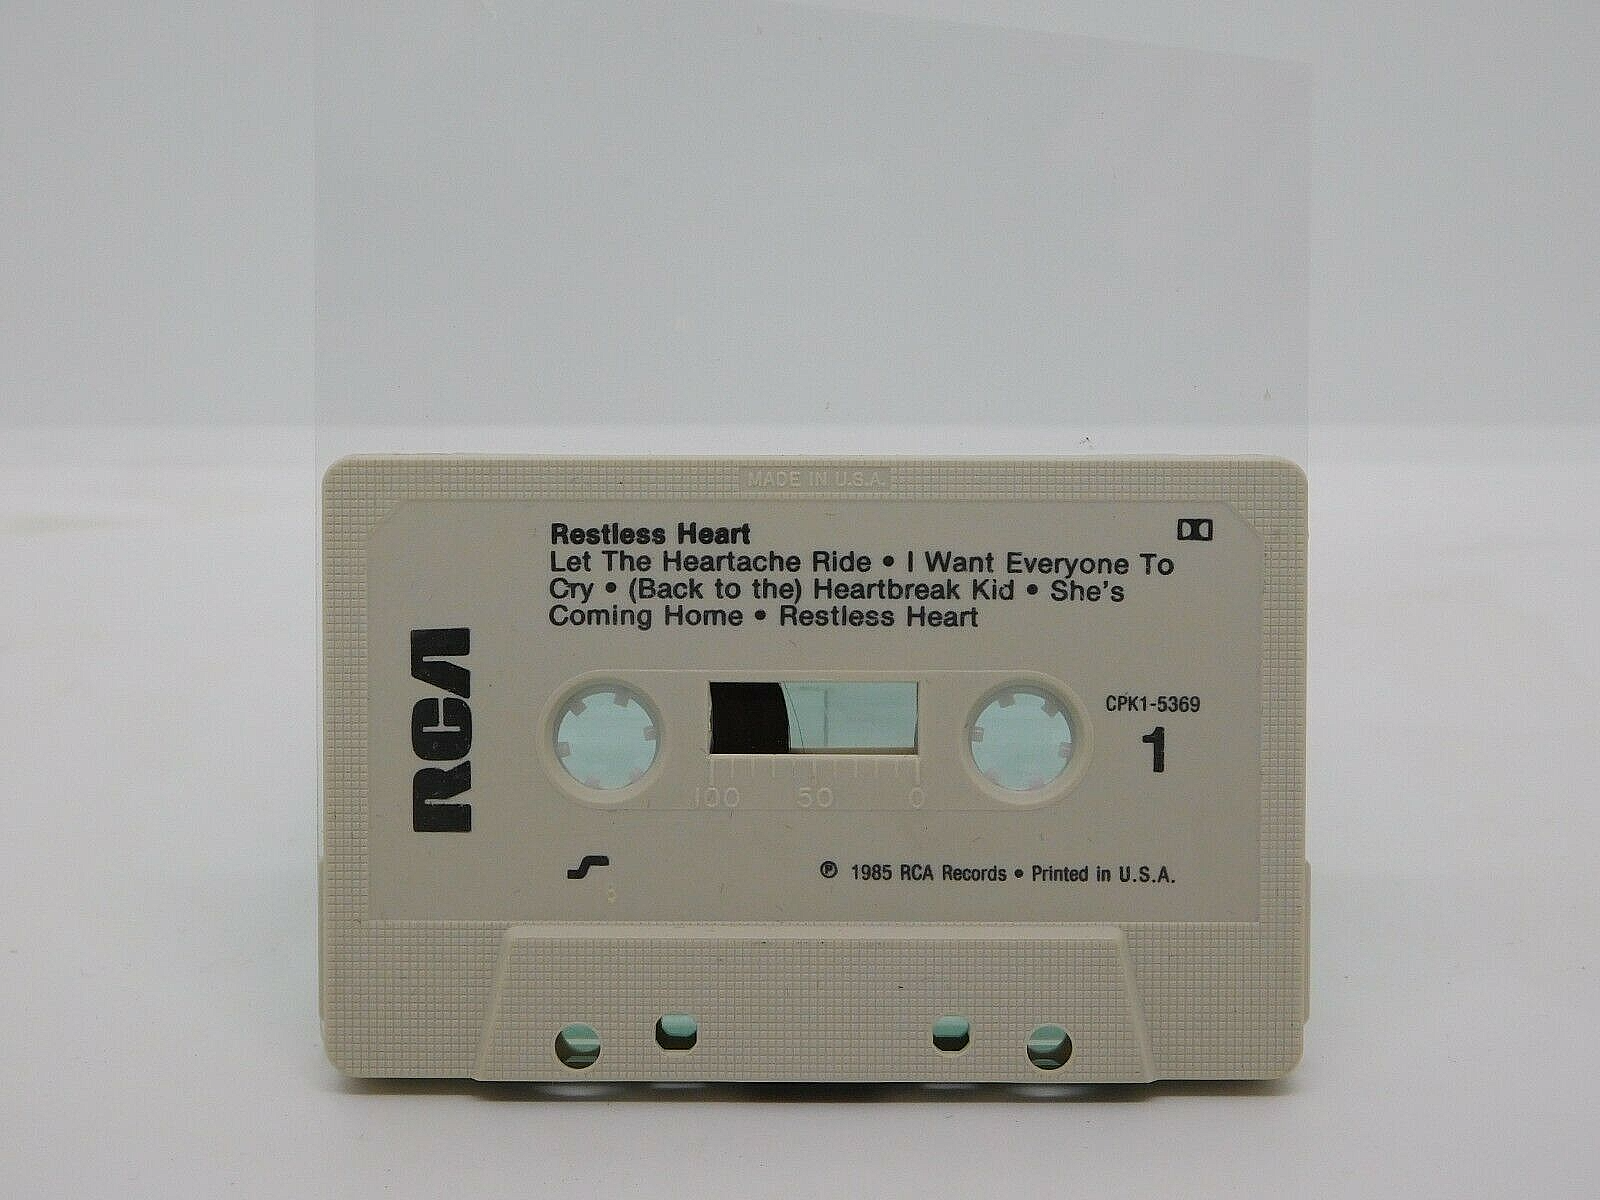 MADE IN U.S.A.
Restless Heart
Let The Heartache Ride • I Want Everyone To
Cry • (Back to the) Heartbreak Kid • She's
Coming Home • Restless Heart
RCA
CPK1-5369
1
100 50 0
℗ 1985 RCA Records • Printed in U.S.A.